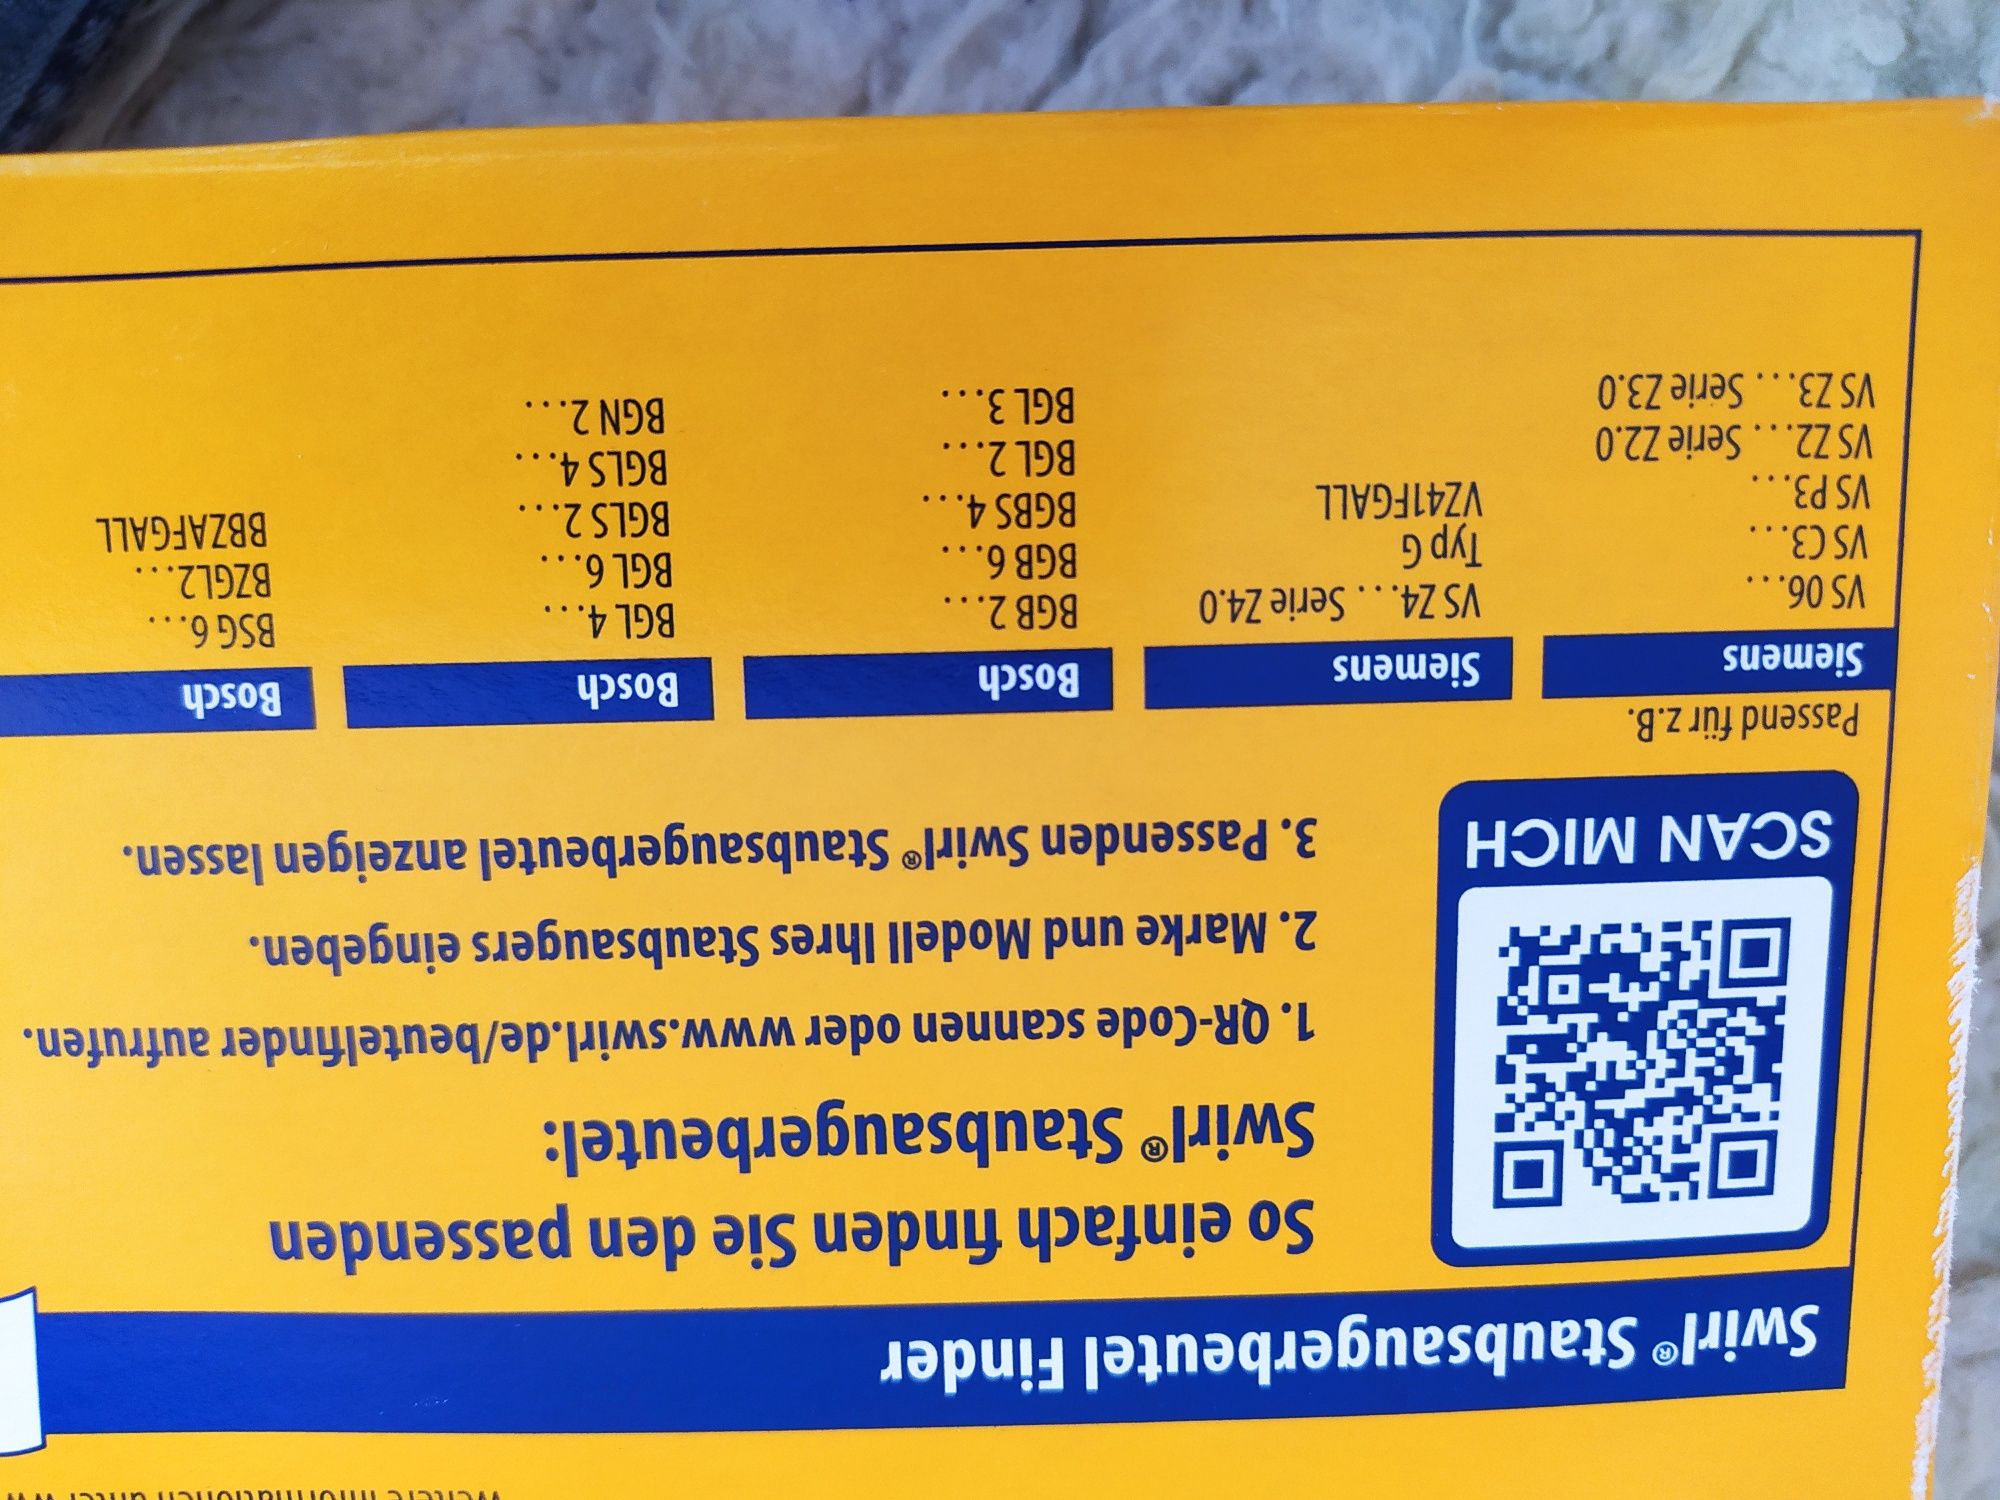 Weitere Informationen unter
Swirl® Staubsaugerbeutel Finder
So einfach finden Sie den passenden
Swirl® Staubsaugerbeutel:
1. QR-Code scannen oder www.swirl.de/beutelfinder aufrufen.
2. Marke und Modell Ihres Staubsaugers eingeben.
3. Passenden Swirl® Staubsaugerbeutel anzeigen lassen.
SCAN MICH
Passend für z.B.
Siemens
VS 06...
VS C3...
VS P3...
VS Z2... Serie Z2.0
VS Z3... Serie Z3.0
Siemens
VS Z4... Serie Z4.0
Typ G
VZ41FGALL
Bosch
BGB 2...
BGB 6...
BGBS 4...
BGL 2...
BGL 3...
Bosch
BGL 4...
BGL 6...
BGLS 2...
BGLS 4...
BGN 2...
Bosch
BSG 6...
BZGL2...
BBZAFGALL